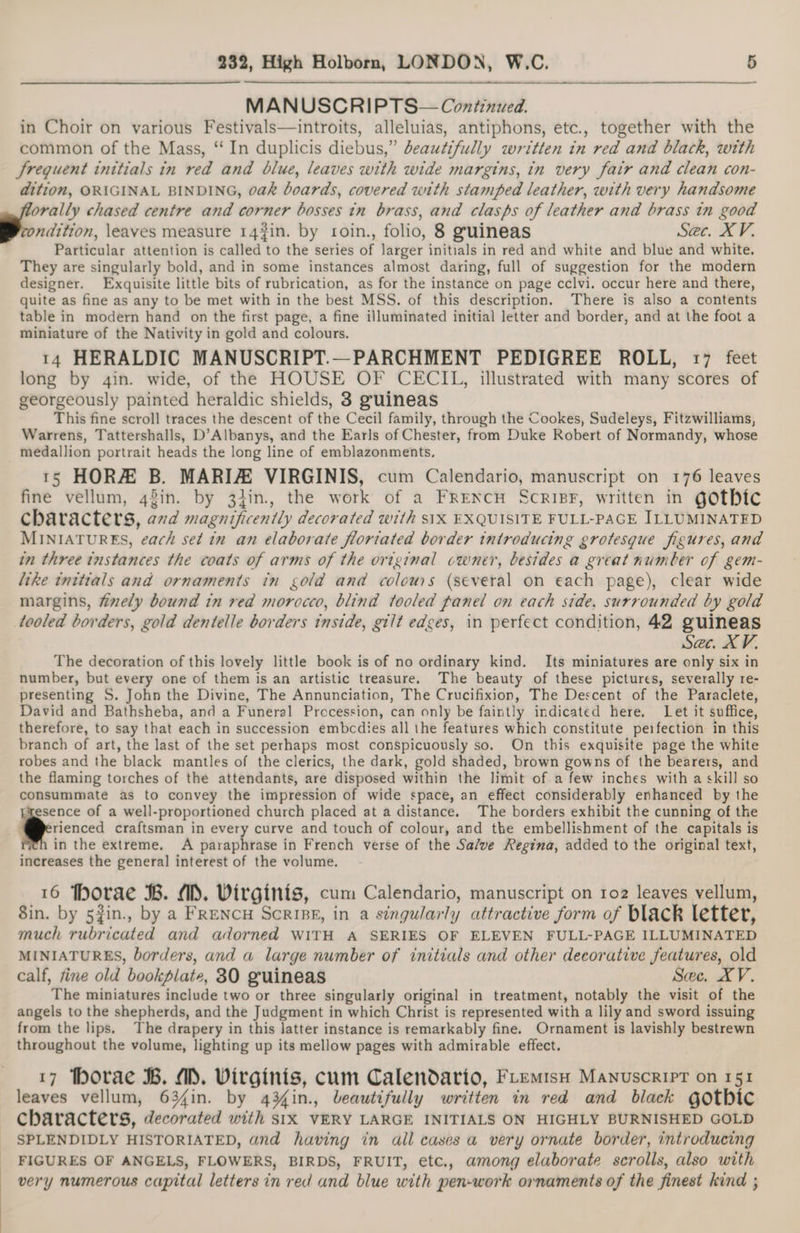 232, High Holborn, LONDON, W.C. 5
MANUSCRIPTS—Continued.
in Choir on various Festivals—introits, alleluias, antiphons, etc., together with the
common of the Mass, “ In duplicis diebus,” beautifully written in red and black, with
frequent initials in red and blue, leaves with wide margins, in very fair and clean con-
dition, ORIGINAL BINDING, oak boards, covered with stamped leather, with very handsome
florally chased centre and corner bosses in brass, and clasps of leather and brass in good
condition, leaves measure 14¾in. by 10in., folio, 8 guineas Sæc. XV.
Particular attention is called to the series of larger initials in red and white and blue and white.
They are singularly bold, and in some instances almost daring, full of suggestion for the modern
designer. Exquisite little bits of rubrication, as for the instance on page cclvi. occur here and there,
quite as fine as any to be met with in the best MSS. of this description. There is also a contents
table in modern hand on the first page, a fine illuminated initial letter and border, and at the foot a
miniature of the Nativity in gold and colours.
14 HERALDIC MANUSCRIPT.—PARCHMENT PEDIGREE ROLL, 17 feet
long by 4in. wide, of the HOUSE OF CECIL, illustrated with many scores of
georgeously painted heraldic shields, 3 guineas
This fine scroll traces the descent of the Cecil family, through the Cookes, Sudeleys, Fitzwilliams,
Warrens, Tattershalls, D’Albanys, and the Earls of Chester, from Duke Robert of Normandy, whose
medallion portrait heads the long line of emblazonments.
15 HORÆ B. MARIÆ VIRGINIS, cum Calendario, manuscript on 176 leaves
fine vellum, 4⅝in. by 3¼in., the work of a FRENCH SCRIBE, written in gothic
characters, and magnificently decorated with SIX EXQUISITE FULL-PAGE ILLUMINATED
MINIATURES, each set in an elaborate floriated border introducing grotesque figures, and
in three instances the coats of arms of the original owner, besides a great number of gem-
like initials and ornaments in gold and colours (several on each page), clear wide
margins, finely bound in red morocco, blind tooled panel on each side, surrounded by gold
tooled borders, gold dentelle borders inside, gilt edges, in perfect condition, 42 guineas
Sæc. XV.
The decoration of this lovely little book is of no ordinary kind. Its miniatures are only six in
number, but every one of them is an artistic treasure. The beauty of these pictures, severally re-
presenting S. John the Divine, The Annunciation, The Crucifixion, The Descent of the Paraclete,
David and Bathsheba, and a Funeral Procession, can only be faintly indicated here. Let it suffice,
therefore, to say that each in succession embodies all the features which constitute perfection in this
branch of art, the last of the set perhaps most conspicuously so. On this exquisite page the white
robes and the black mantles of the clerics, the dark, gold shaded, brown gowns of the bearers, and
the flaming torches of the attendants, are disposed within the limit of a few inches with a skill so
consummate as to convey the impression of wide space, an effect considerably enhanced by the
presence of a well-proportioned church placed at a distance. The borders exhibit the cunning of the
experienced craftsman in every curve and touch of colour, and the embellishment of the capitals is
rich in the extreme. A paraphrase in French verse of the Salve Regina, added to the original text,
increases the general interest of the volume.
16 Horae B. M. Virginis, cum Calendario, manuscript on 102 leaves vellum,
8in. by 5¾in., by a FRENCH SCRIBE, in a singularly attractive form of black letter,
much rubricated and adorned WITH A SERIES OF ELEVEN FULL-PAGE ILLUMINATED
MINIATURES, borders, and a large number of initials and other decorative features, old
calf, fine old bookplate, 30 guineas Sæc. XV.
The miniatures include two or three singularly original in treatment, notably the visit of the
angels to the shepherds, and the Judgment in which Christ is represented with a lily and sword issuing
from the lips. The drapery in this latter instance is remarkably fine. Ornament is lavishly bestrewn
throughout the volume, lighting up its mellow pages with admirable effect.
17 Horae B. M. Virginis, cum Calendario, FLEMISH MANUSCRIPT on 151
leaves vellum, 6¾in. by 4¾in., beautifully written in red and black gothic
characters, decorated with SIX VERY LARGE INITIALS ON HIGHLY BURNISHED GOLD
SPLENDIDLY HISTORIATED, and having in all cases a very ornate border, introducing
FIGURES OF ANGELS, FLOWERS, BIRDS, FRUIT, etc., among elaborate scrolls, also with
very numerous capital letters in red and blue with pen-work ornaments of the finest kind ;